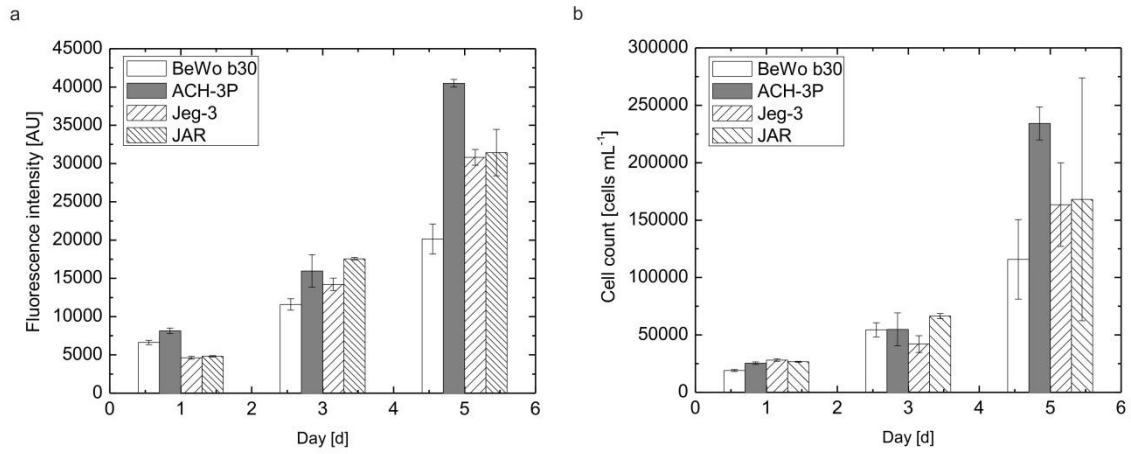 a
45000
40000
35000
30000
25000
20000
15000
10000
5000
0
Fluorescence intensity [AU]
BeWo b30
ACH-3P
Jeg-3
JAR
0 1 2 3 4 5 6
Day [d]
b
300000
250000
200000
150000
100000
50000
0
Cell count [cells mL⁻¹]
BeWo b30
ACH-3P
Jeg-3
JAR
0 1 2 3 4 5 6
Day [d]